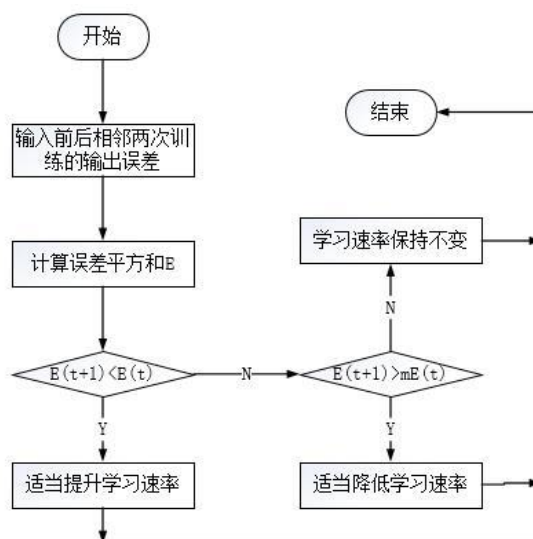 开始
输入前后相邻两次训
练的输出误差
计算误差平方和E
E(t+1)<E(t)
Y
适当提升学习速率
N
E(t+1)>mE(t)
N
学习速率保持不变
Y
适当降低学习速率
结束